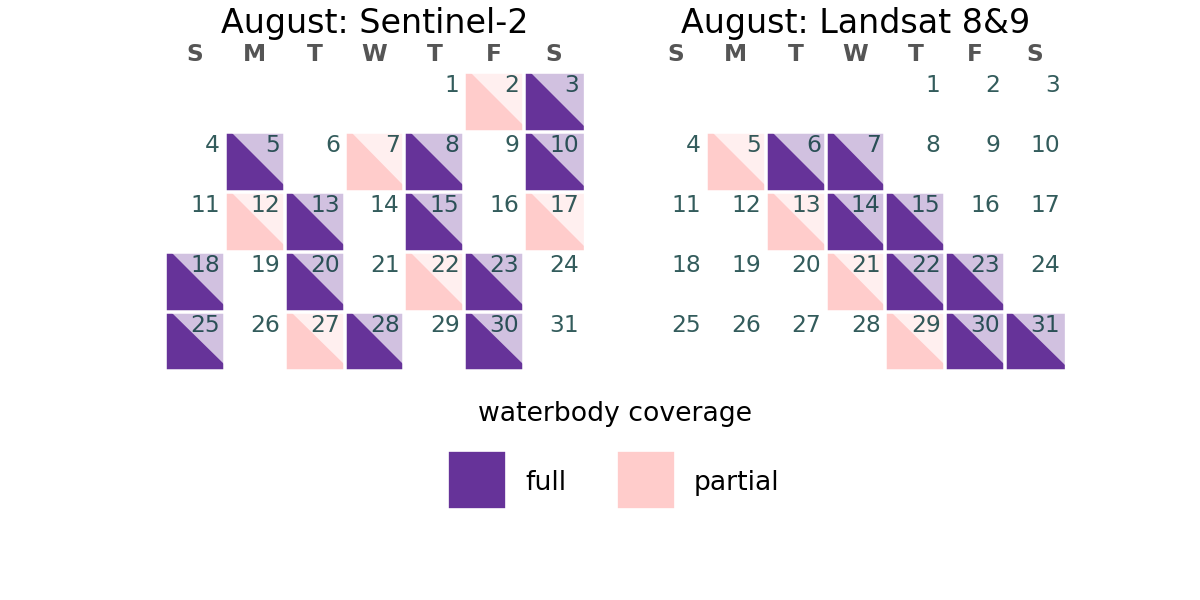 August: Sentinel-2
S M T W T F S
1 2 3
4 5 6 7 8 9 10
11 12 13 14 15 16 17
18 19 20 21 22 23 24
25 26 27 28 29 30 31
August: Landsat 8&9
S M T W T F S
1 2 3
4 5 6 7 8 9 10
11 12 13 14 15 16 17
18 19 20 21 22 23 24
25 26 27 28 29 30 31
waterbody coverage
full partial